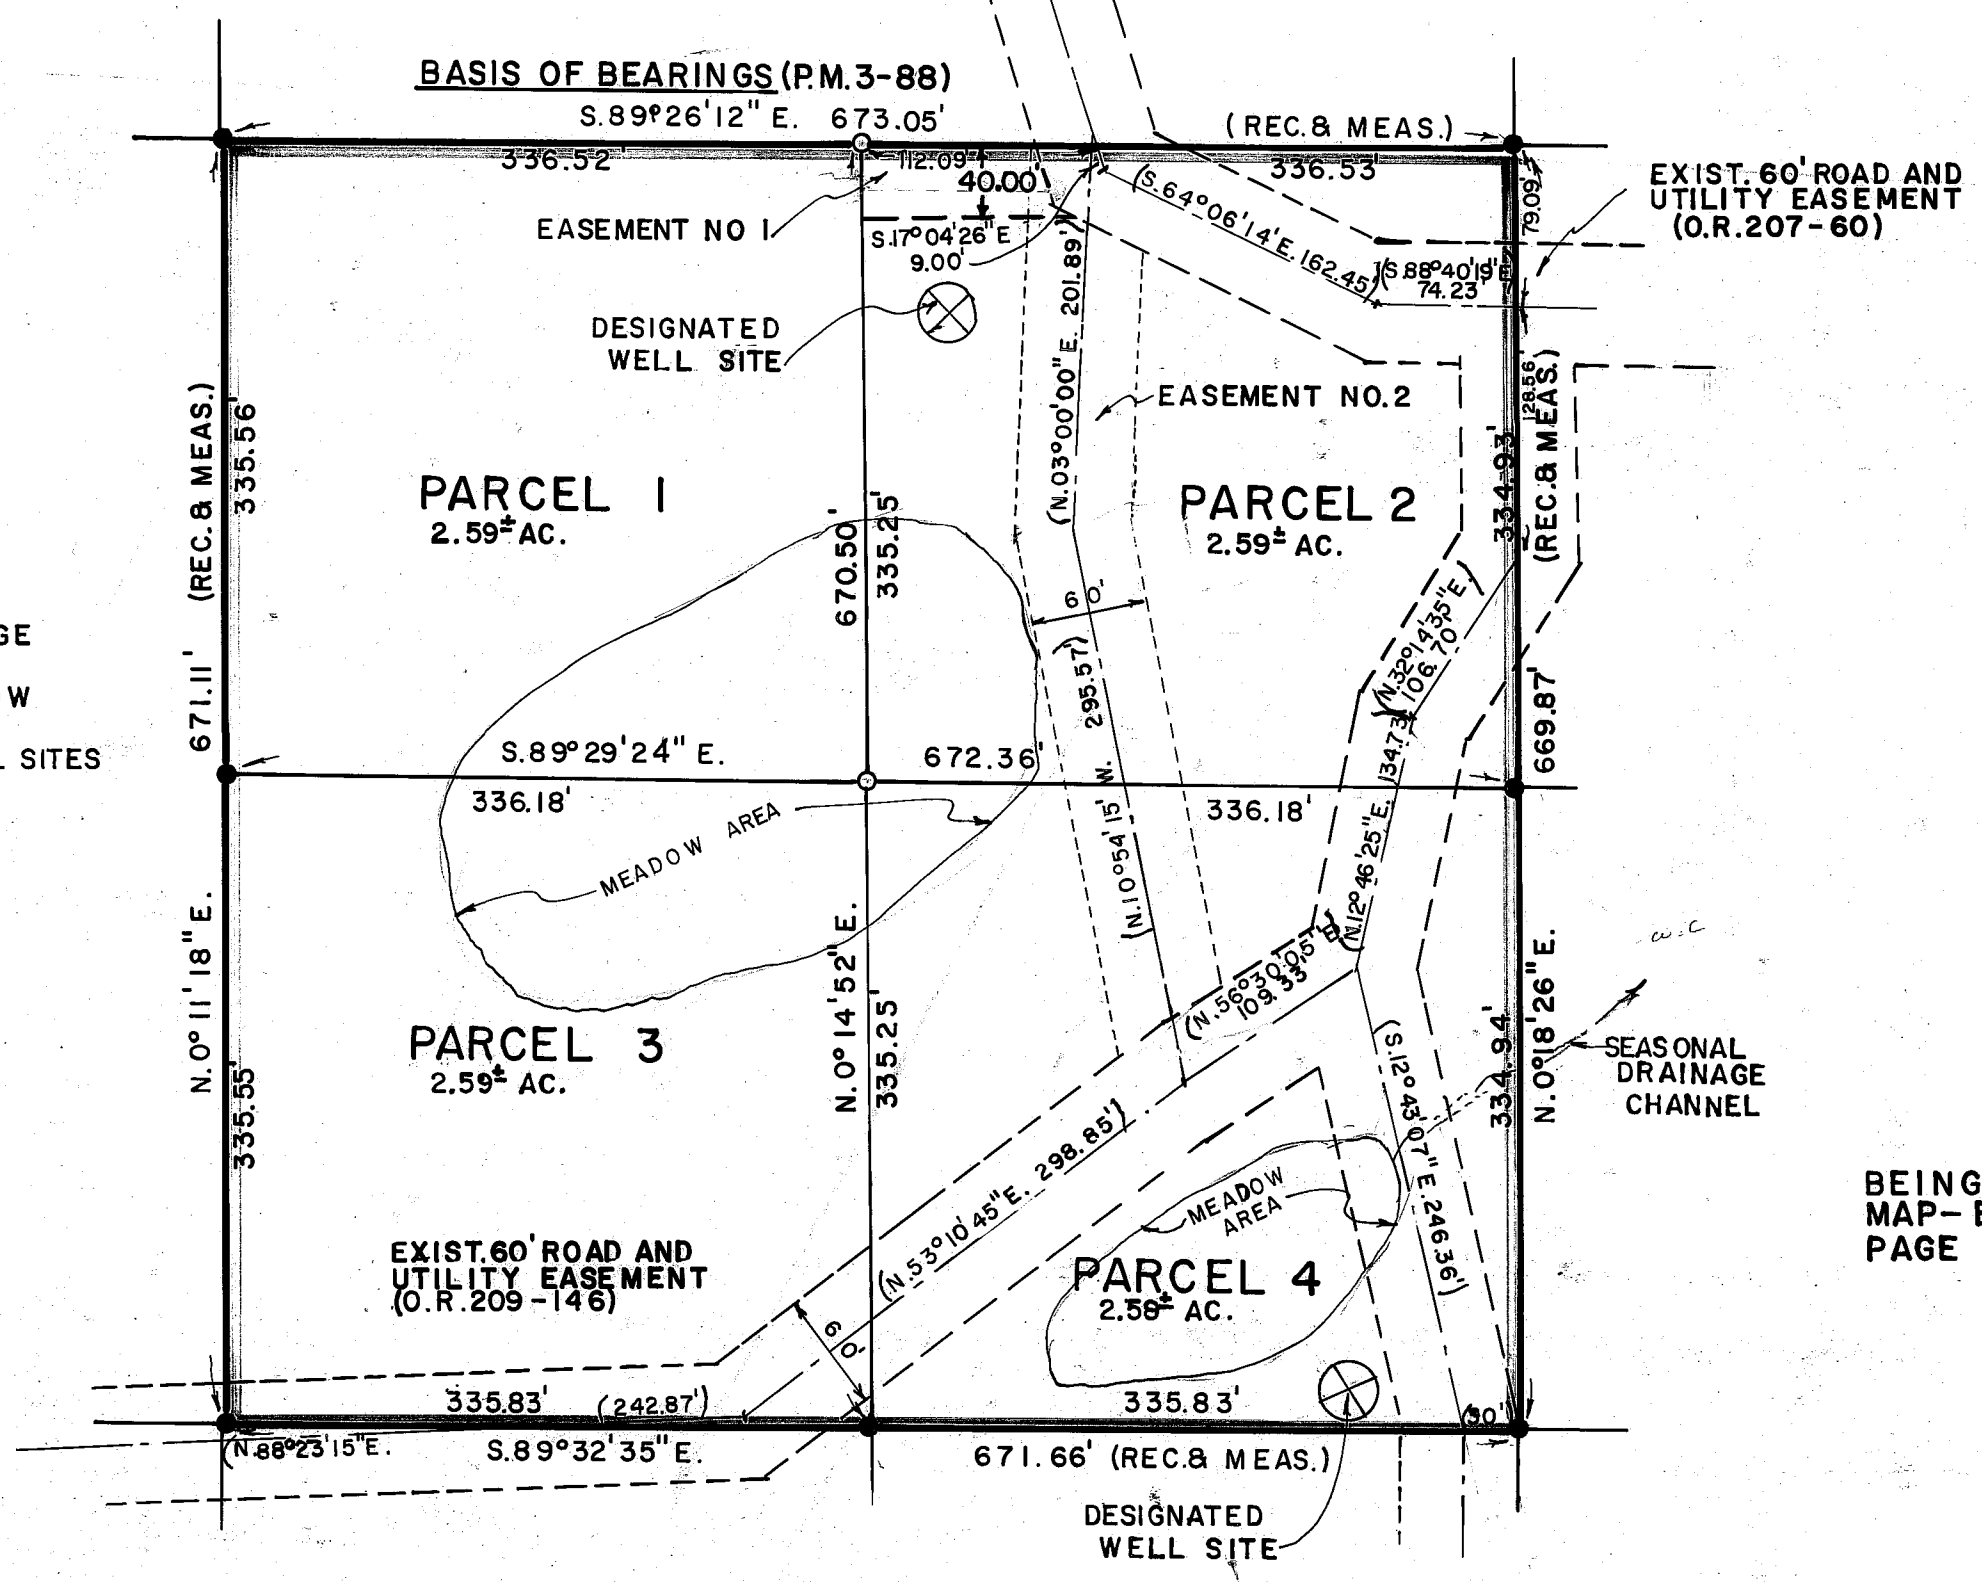 BASIS OF BEARINGS (P.M. 3-88)
S.89°26'12" E. 673.05'
(REC. & MEAS.)
336.52'
112.09'
336.53'
40.00'
EASEMENT NO 1
S.17°04'26"E
9.00'
(S.64°06'14"E. 162.45')
(S.88°40'19"E
74.23'
79.09'
EXIST. 60' ROAD AND
UTILITY EASEMENT
(O.R. 207-60)
DESIGNATED
WELL SITE
(N.03°00'00"E. 201.89')
EASEMENT NO. 2
128.56'
(REC. & MEAS.)
335.56
334.93'
(REC. & MEAS.)
PARCEL 1
2.59± AC.
670.50'
335.25'
PARCEL 2
2.59± AC.
60'
(N.32°14'35"E.)
106.70'
GE
W
L SITES
671.11'
669.87'
S.89°29'24" E.
672.36'
336.18'
336.18'
MEADOW AREA
(N.10°54'15" W. 295.57')
(N.12°46'25"E. 134.73')
(N.56°30'05"E.
109.33'
N.0°11'18"E.
N.0°14'52"E.
335.25'
N.0°18'26"E.
334.94'
w.c
SEASONAL
DRAINAGE
CHANNEL
PARCEL 3
2.59± AC.
335.55'
(S.12°43'07"E. 246.36')
(N.53°10'45"E. 298.85')
MEADOW
AREA
BEING
MAP-
PAGE
EXIST. 60' ROAD AND
UTILITY EASEMENT
(O.R. 209-146)
PARCEL 4
2.58± AC.
60'
335.83'
(242.87')
335.83'
(30'
(N.88°23'15"E.
S.89°32'35"E.
671.66' (REC. & MEAS.)
DESIGNATED
WELL SITE